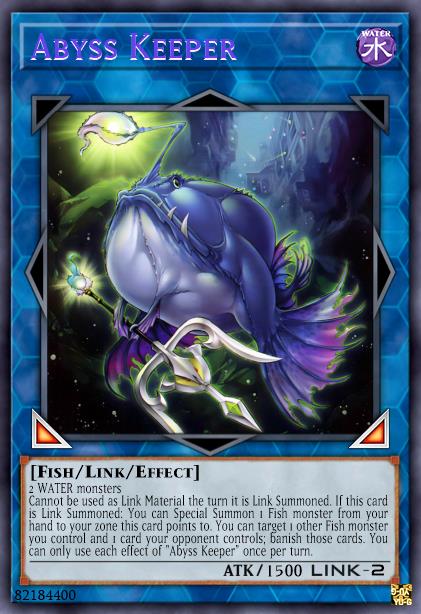 Abyss Keeper
WATER
水
[Fish/Link/Effect]
2 WATER monsters
Cannot be used as Link Material the turn it is Link Summoned. If this card
is Link Summoned: You can Special Summon 1 Fish monster from your
hand to your zone this card points to. You can target 1 other Fish monster
you control and 1 card your opponent controls; banish those cards. You
can only use each effect of "Abyss Keeper" once per turn.
ATK/1500 LINK-2
82184400